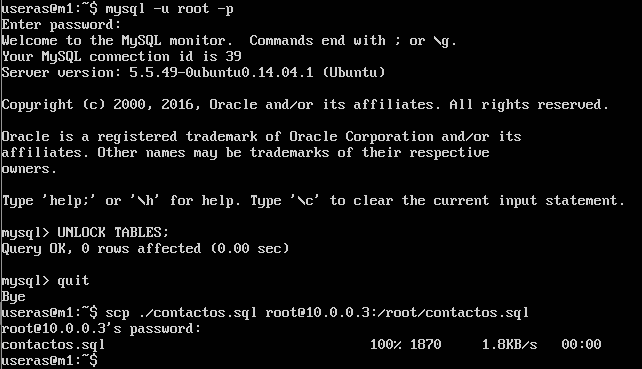 useras@m1:~$ mysql -u root -p
Enter password:
Welcome to the MySQL monitor.  Commands end with ; or \g.
Your MySQL connection id is 39
Server version: 5.5.49-0ubuntu0.14.04.1 (Ubuntu)
Copyright (c) 2000, 2016, Oracle and/or its affiliates. All rights reserved.
Oracle is a registered trademark of Oracle Corporation and/or its
affiliates. Other names may be trademarks of their respective
owners.
Type 'help;' or '\h' for help. Type '\c' to clear the current input statement.
mysql> UNLOCK TABLES;
Query OK, 0 rows affected (0.00 sec)
mysql> quit
Bye
useras@m1:~$ scp ./contactos.sql root@10.0.0.3:/root/contactos.sql
root@10.0.0.3's password:
contactos.sql                                 100% 1870     1.8KB/s   00:00
useras@m1:~$